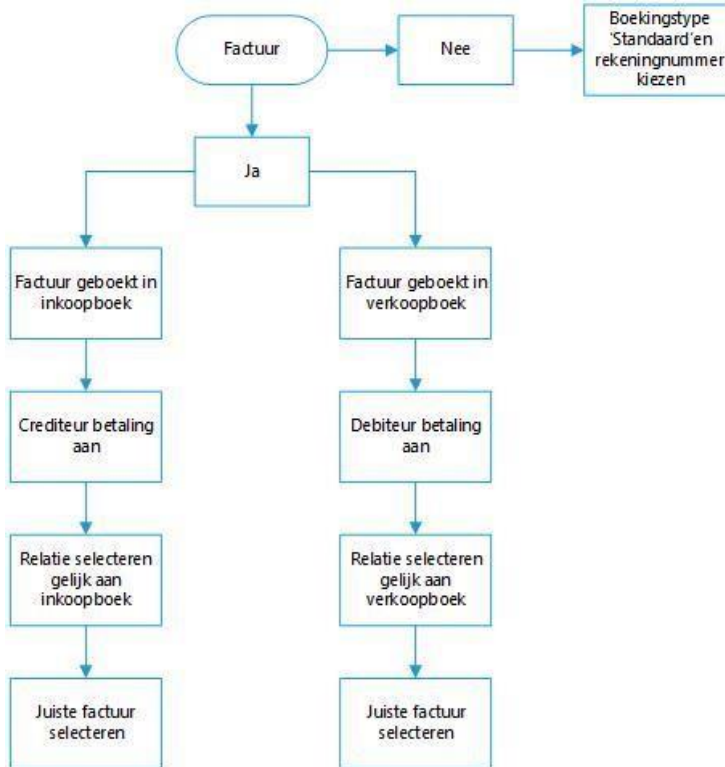 Factuur
Nee
Boekingstype
'Standaard'en
rekeningnummer
kiezen
Ja
Factuur geboekt in
inkoopboek
Factuur geboekt in
verkoopboek
Crediteur betaling
aan
Debiteur betaling
aan
Relatie selecteren
gelijk aan
inkoopboek
Relatie selecteren
gelijk aan
verkoopboek
Juiste factuur
selecteren
Juiste factuur
selecteren